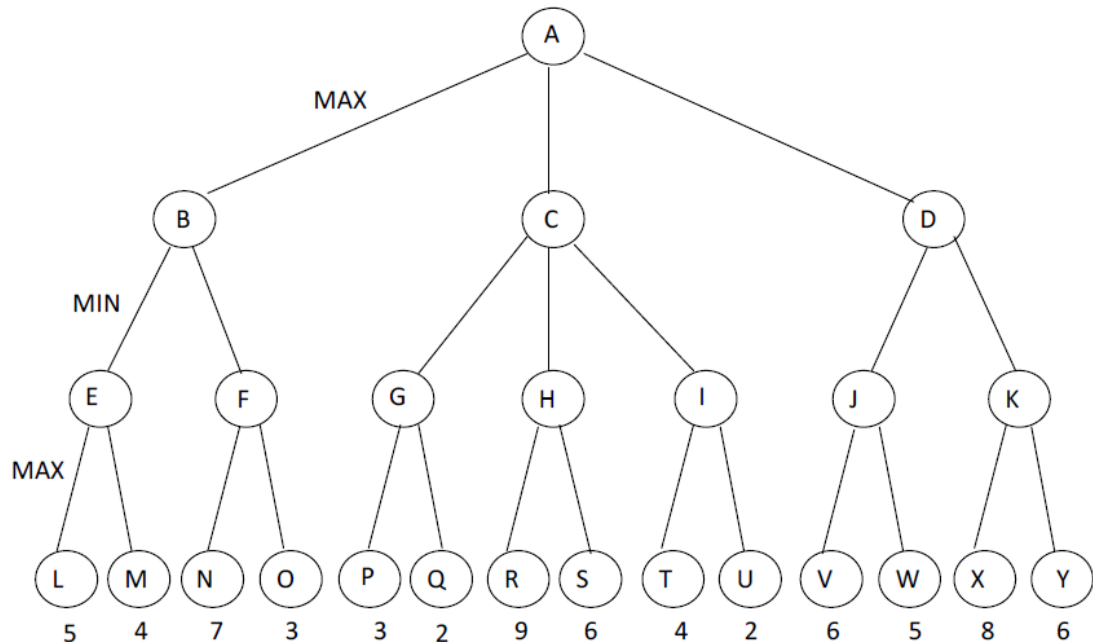 A
MAX
B C D
MIN
E F G H I J K
MAX
L M N O P Q R S T U V W X Y
5 4 7 3 3 2 9 6 4 2 6 5 8 6